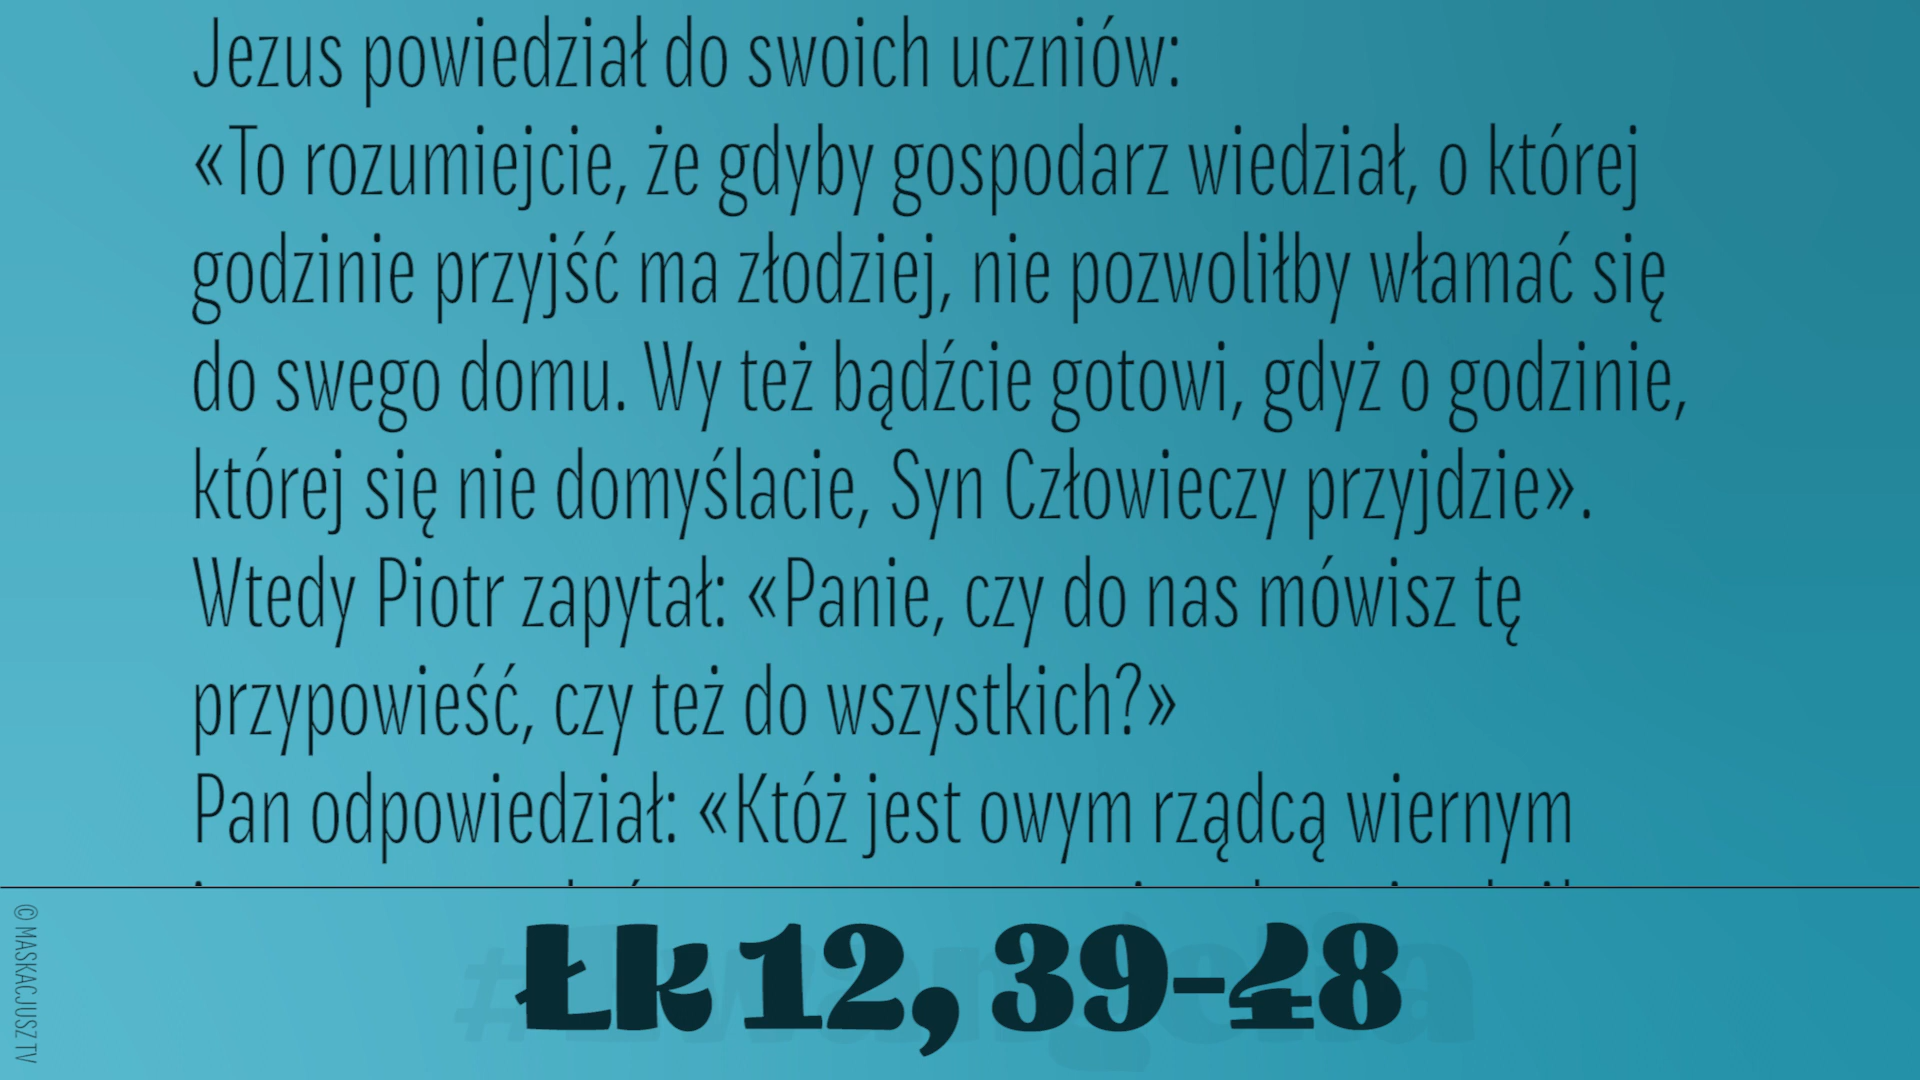 Jezus powiedział do swoich uczniów:
«To rozumiejcie, że gdyby gospodarz wiedział, o której
godzinie przyjść ma złodziej, nie pozwoliłby włamać się
do swego domu. Wy też bądźcie gotowi, gdyż o godzinie,
której się nie domyślacie, Syn Człowieczy przyjdzie».
Wtedy Piotr zapytał: «Panie, czy do nas mówisz tę
przypowieść, czy też do wszystkich?»
Pan odpowiedział: «Któż jest owym rządcą wiernym
Łk 12, 39-48
© MASKACJUSZ TV